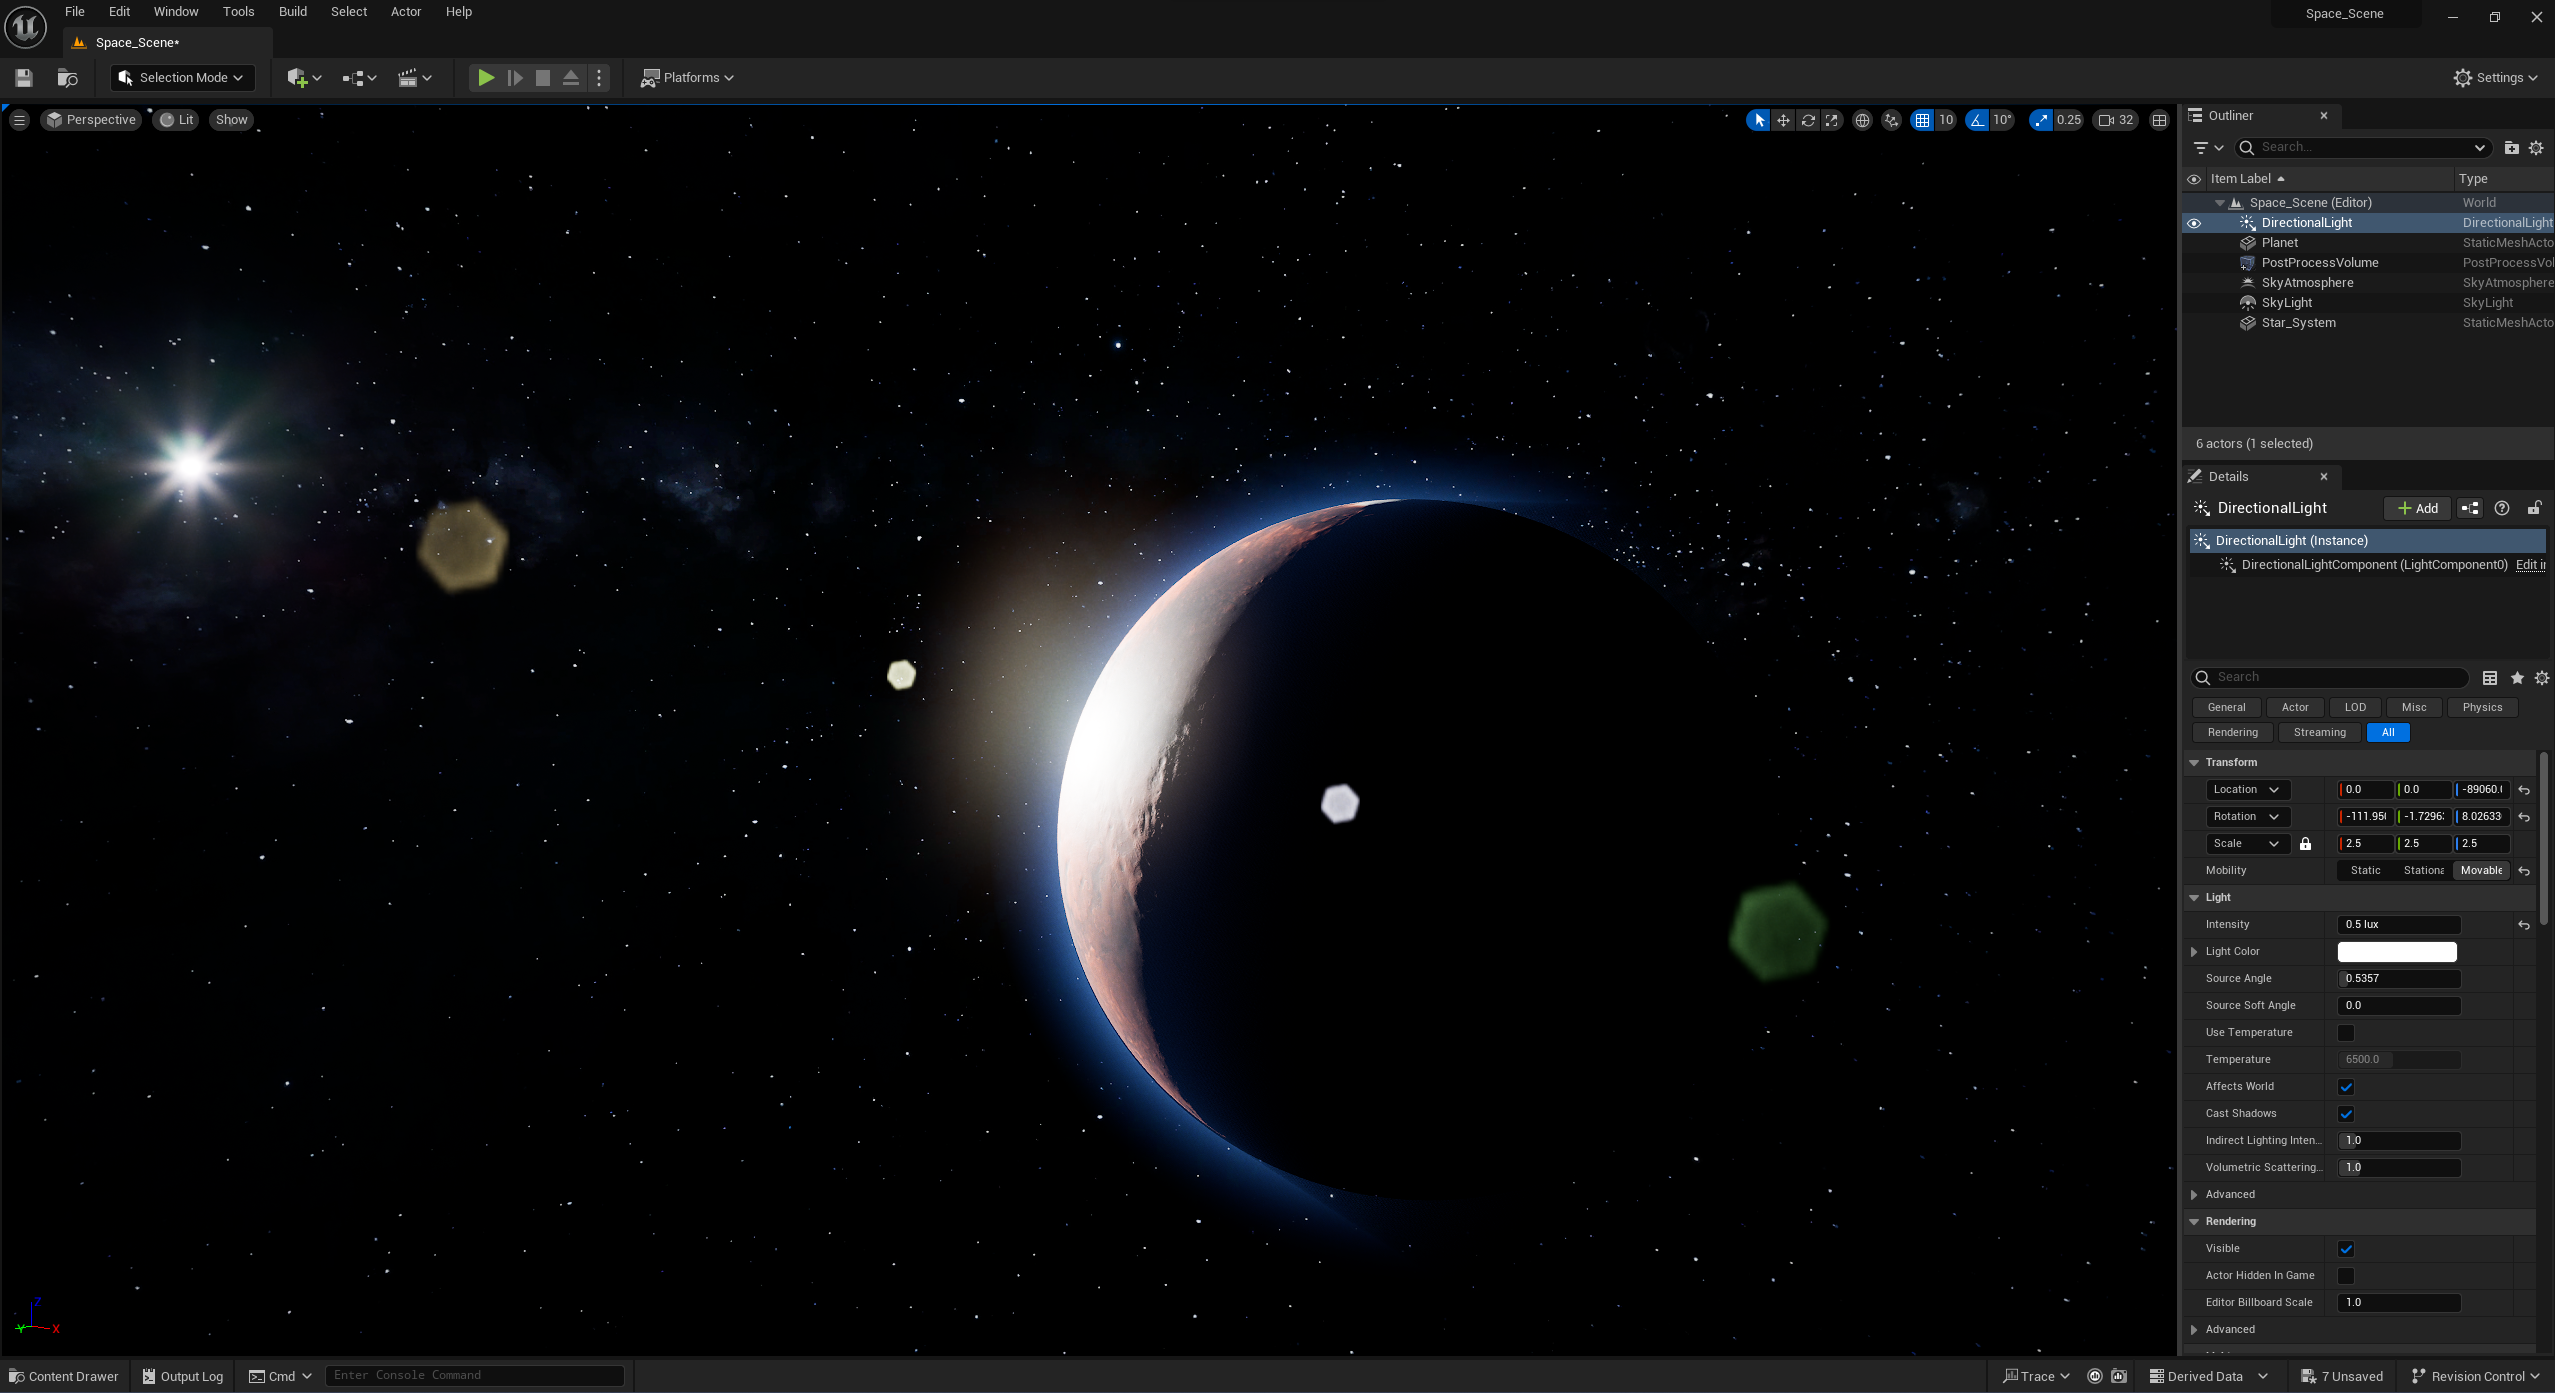 File Edit Window Tools Build Select Actor Help
Space_Scene
Space_Scene*
Selection Mode
Platforms
Settings
Perspective Lit Show
10 10° 0.25 32
Outliner
Search...
Item Label Type
Space_Scene (Editor) World
DirectionalLight DirectionalLight
Planet StaticMeshActo
PostProcessVolume PostProcessVol
SkyAtmosphere SkyAtmosphere
SkyLight SkyLight
Star_System StaticMeshActo
6 actors (1 selected)
Details
DirectionalLight Add
DirectionalLight (Instance)
DirectionalLightComponent (LightComponent0) Edit i
Search
General Actor LOD Misc Physics
Rendering Streaming All
Transform
Location 0.0 0.0 -89060.
Rotation -111.95 -1.7296 8.02633
Scale 2.5 2.5 2.5
Mobility Static Stationa Movable
Light
Intensity 0.5 lux
Light Color
Source Angle 0.5357
Source Soft Angle 0.0
Use Temperature
Temperature 6500.0
Affects World
Cast Shadows
Indirect Lighting Inten... 1.0
Volumetric Scattering... 1.0
Advanced
Rendering
Visible
Actor Hidden In Game
Editor Billboard Scale 1.0
Advanced
Z
Y X
Content Drawer Output Log Cmd Enter Console Command Trace Derived Data 7 Unsaved Revision Control